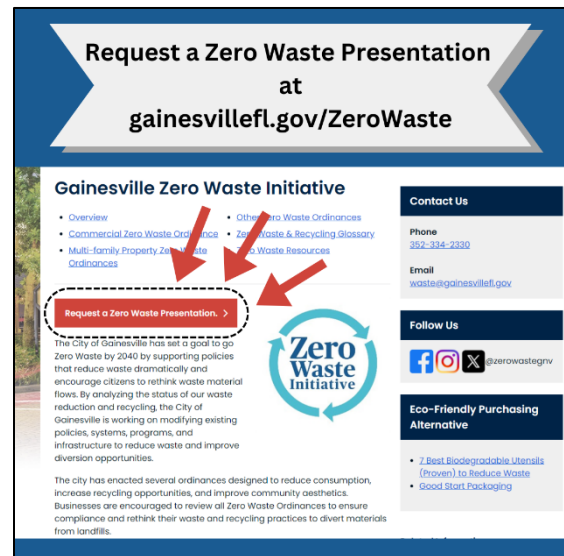 Request a Zero Waste Presentation
at
gainesvillefl.gov/ZeroWaste
Gainesville Zero Waste Initiative
• Overview
• Commercial Zero Waste Ordinance
• Multi-family Property Zero Waste
Ordinances
• Other Zero Waste Ordinances
• Zero Waste & Recycling Glossary
• Zero Waste Resources
Request a Zero Waste Presentation. >
The City of Gainesville has set a goal to go
Zero Waste by 2040 by supporting policies
that reduce waste dramatically and
encourage citizens to rethink waste material
flows. By analyzing the status of our waste
reduction and recycling, the City of
Gainesville is working on modifying existing
policies, systems, programs, and
infrastructure to reduce waste and improve
diversion opportunities.
Zero
Waste
Initiative
The city has enacted several ordinances designed to reduce consumption,
increase recycling opportunities, and improve community aesthetics.
Businesses are encouraged to review all Zero Waste Ordinances to ensure
compliance and rethink their waste and recycling practices to divert materials
from landfills.
Contact Us
Phone
352-334-2330
Email
waste@gainesvillefl.gov
Follow Us
@zerowastegnv
Eco-Friendly Purchasing
Alternative
• 7 Best Biodegradable Utensils
(Proven) to Reduce Waste
• Good Start Packaging